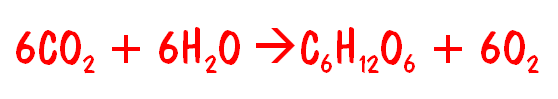 6CO₂ + 6H₂O → C₆H₁₂O₆ + 6O₂